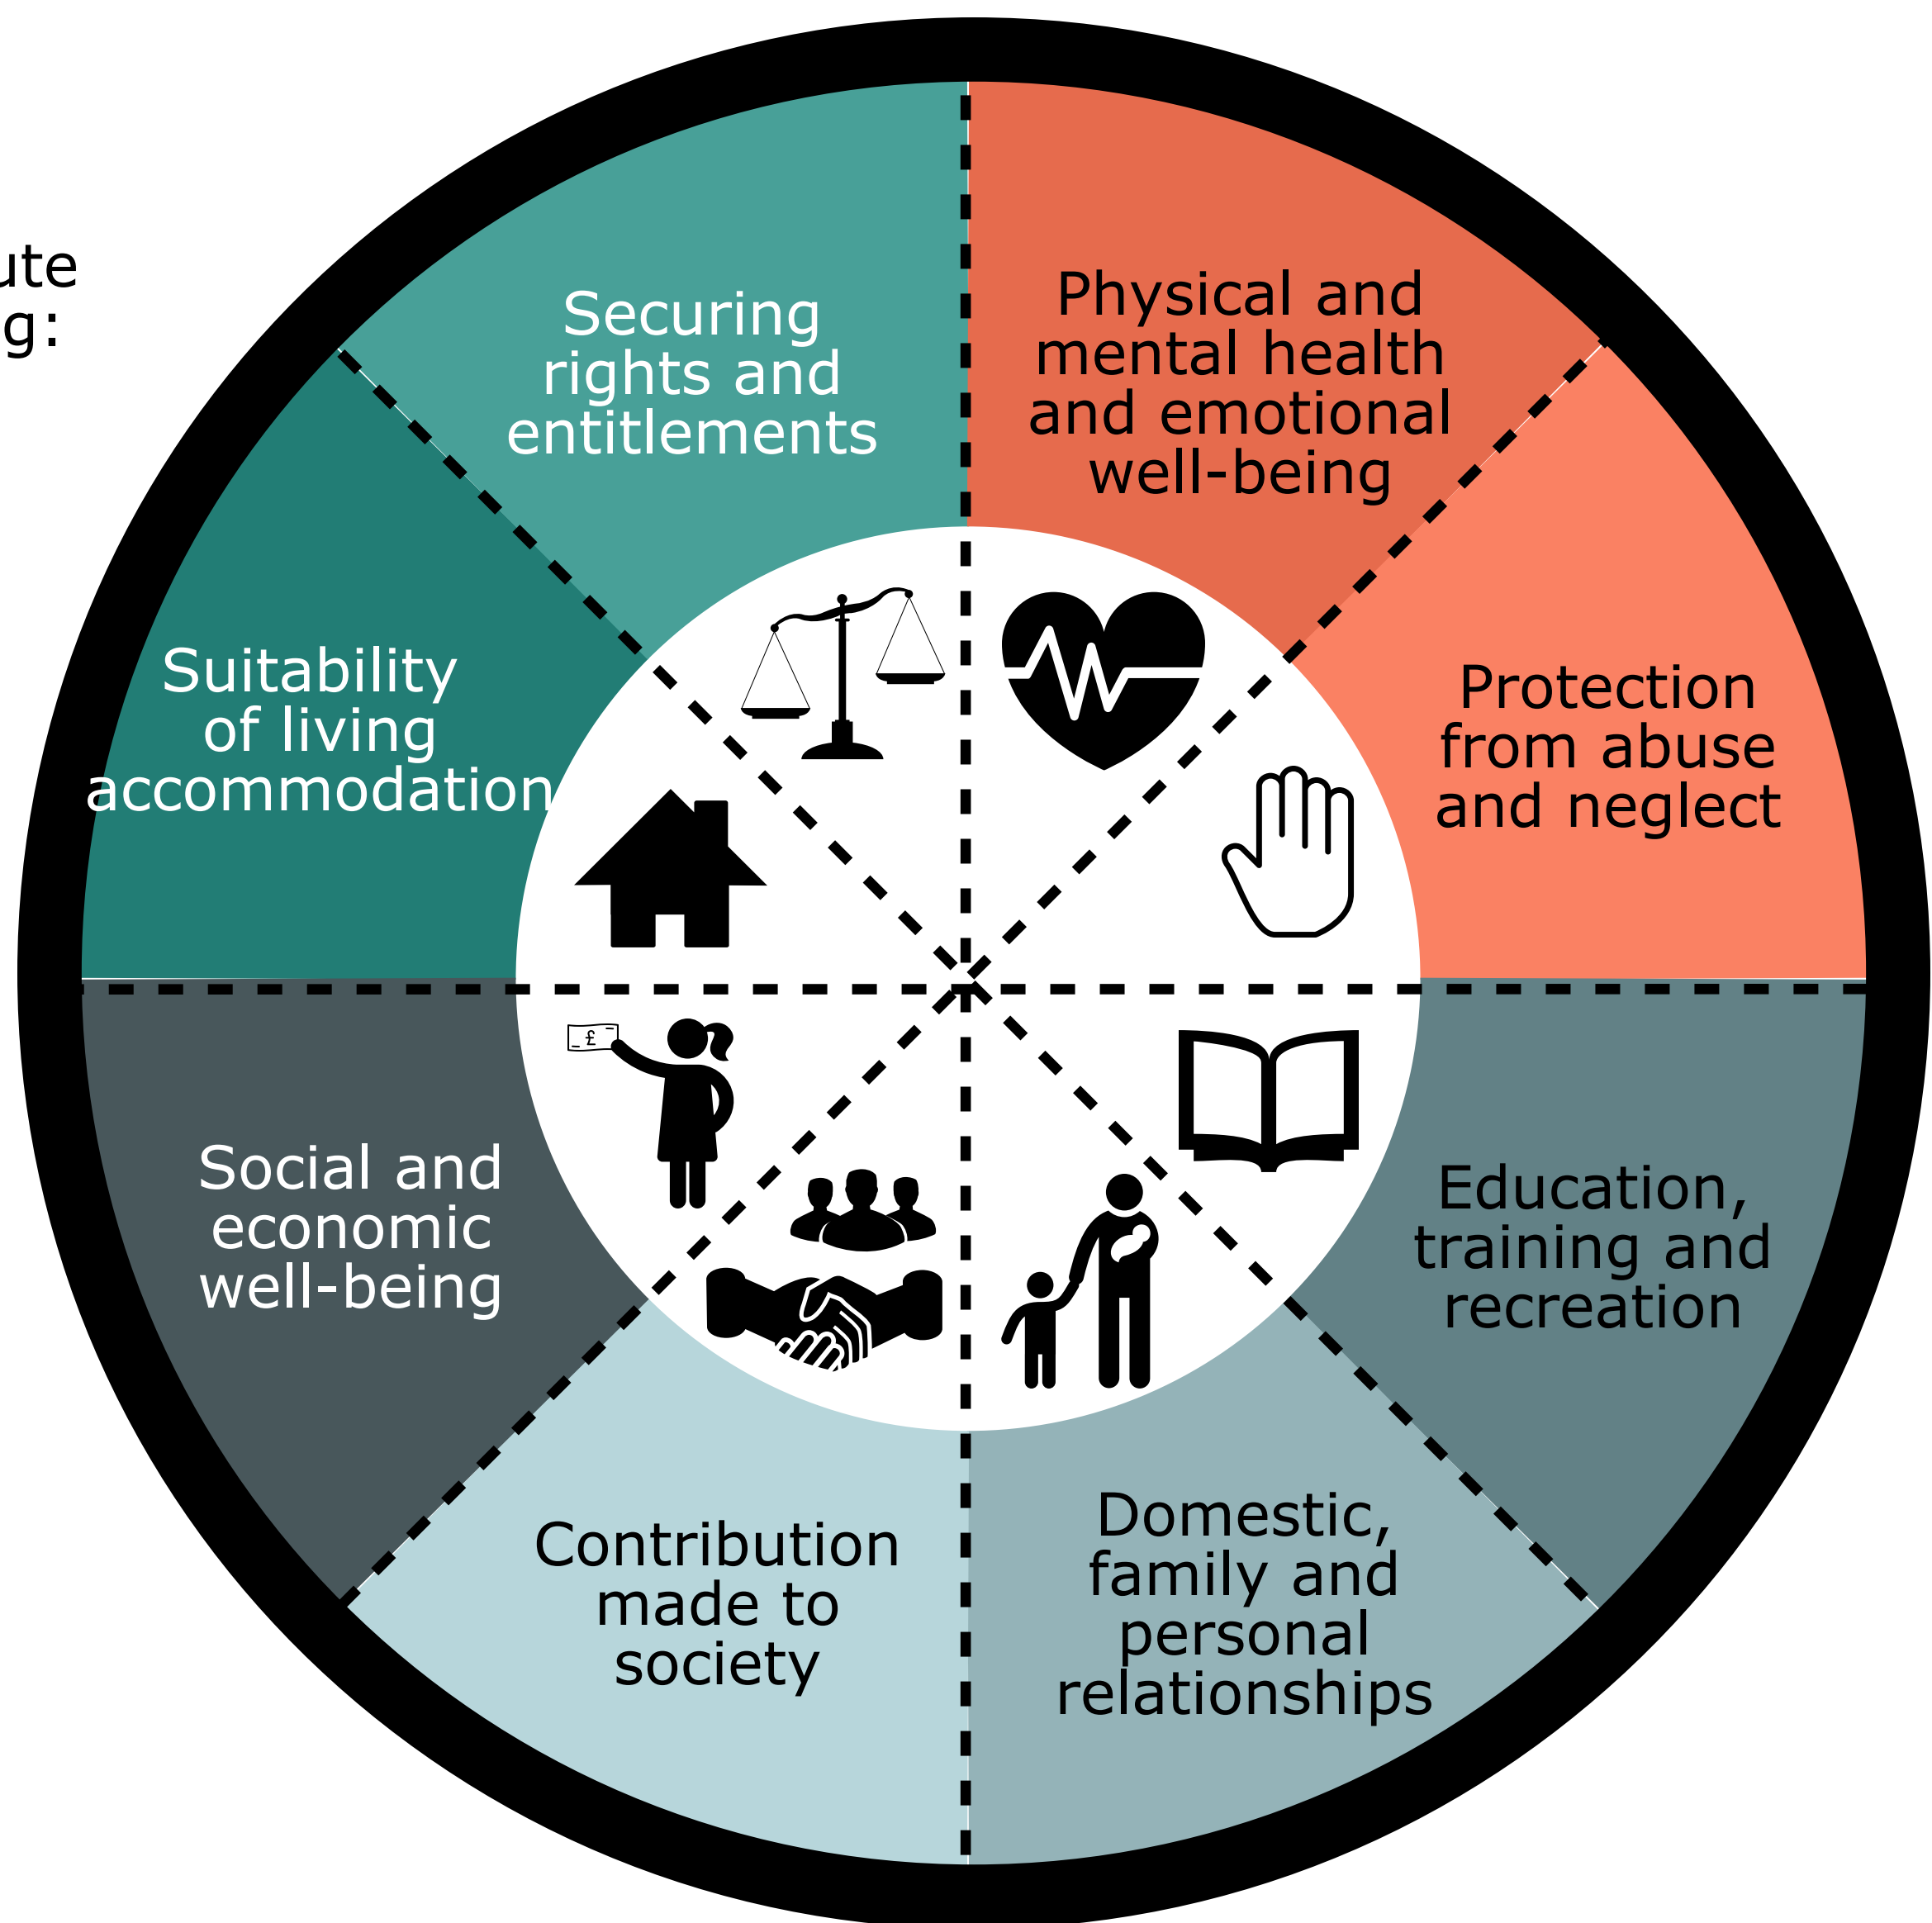 g:
Securing
rights and
entitlements
Physical and
mental health
and emotional
well-being
Suitability
of living
accommodation
Protection
from abuse
and neglect
£
Social and
economic
well-being
Education,
training and
recreation
Contribution
made to
society
Domestic,
family and
personal
relationships